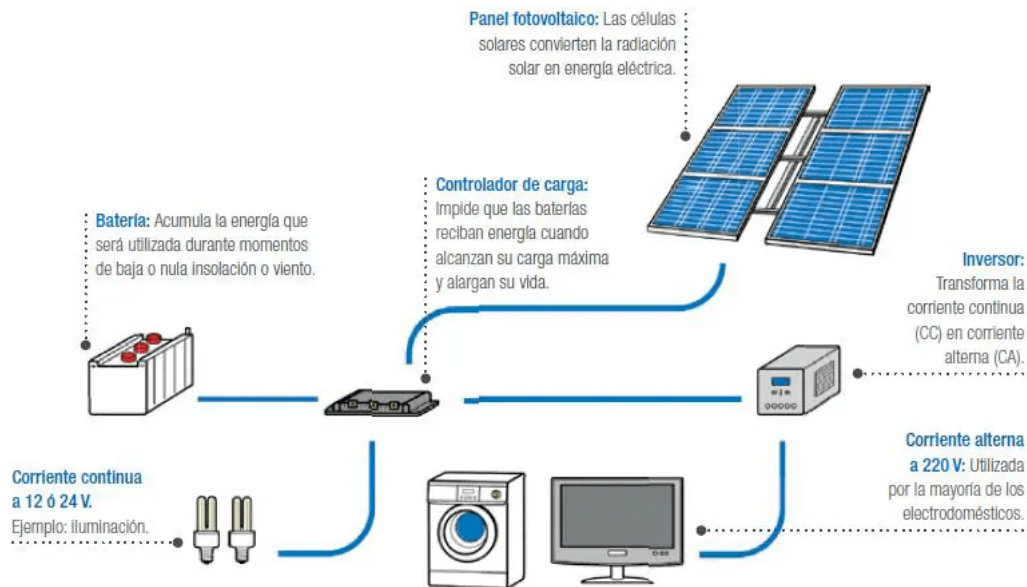 Panel fotovoltaico: Las células
solares convierten la radiación
solar en energía eléctrica.
Controlador de carga:
Impide que las baterías
reciban energía cuando
alcanzan su carga máxima
y alargan su vida.
Batería: Acumula la energía que
será utilizada durante momentos
de baja o nula insolación o viento.
Inversor:
Transforma la
corriente continua
(CC) en corriente
alterna (CA).
Corriente continua
a 12 ó 24 V.
Ejemplo: iluminación.
Corriente alterna
a 220 V: Utilizada
por la mayoría de los
electrodomésticos.